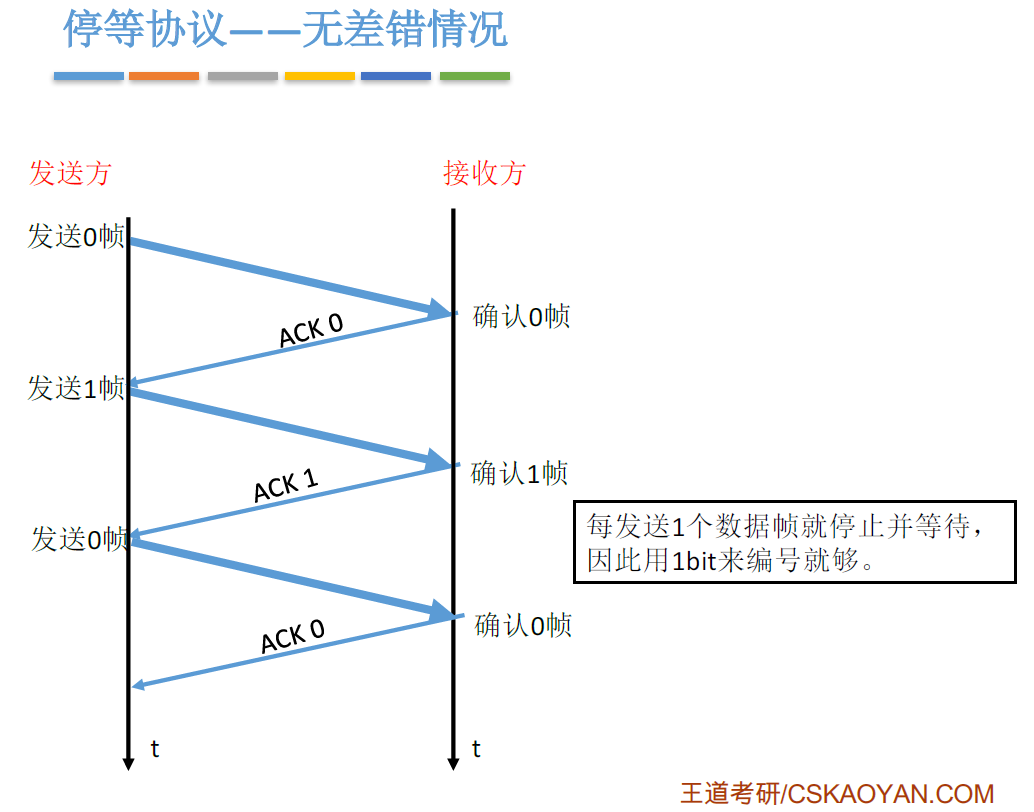 停等协议——无差错情况
发送方
接收方
发送0帧
确认0帧
ACK 0
发送1帧
确认1帧
ACK 1
每发送1个数据帧就停止并等待，
因此用1bit来编号就够。
发送0帧
确认0帧
ACK 0
t
t
王道考研/CSKAOYAN.COM